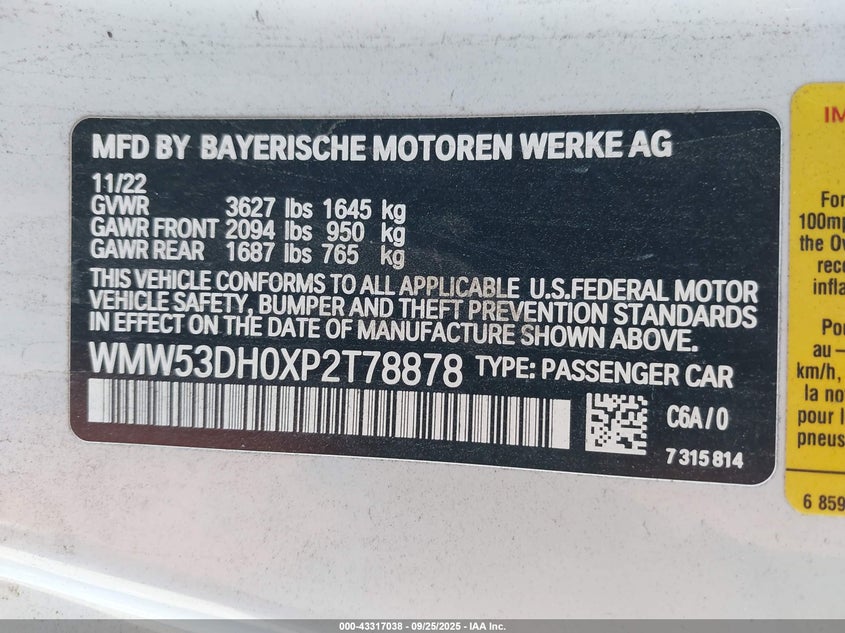 MFD BY BAYERISCHE MOTOREN WERKE AG
11/22
GVWR 3627 lbs 1645 kg
GAWR FRONT 2094 lbs 950 kg
GAWR REAR 1687 lbs 765 kg
THIS VEHICLE CONFORMS TO ALL APPLICABLE U.S.FEDERAL MOTOR
VEHICLE SAFETY, BUMPER AND THEFT PREVENTION STANDARDS
IN EFFECT ON THE DATE OF MANUFACTURE SHOWN ABOVE.
WMW53DH0XP2T78878 TYPE: PASSENGER CAR
C6A/0
7 315 814
IM
For
100mp
the Ov
rece
infla
Po
au –
km/h,
la no
pour l
pneus
6 859
000-43317038 - 09/25/2025 - IAA Inc.